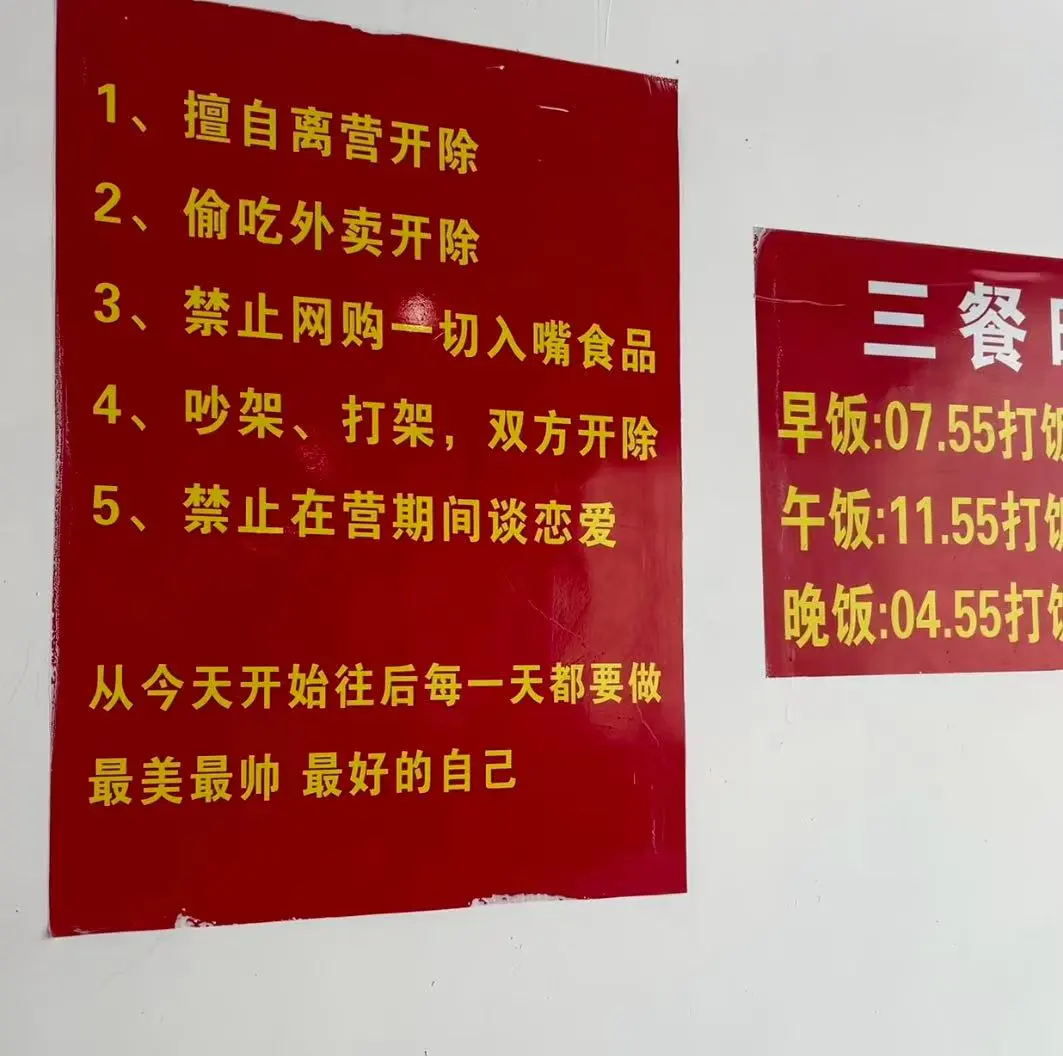 1、擅自离营开除
2、偷吃外卖开除
3、禁止网购一切入嘴食品
4、吵架、打架，双方开除
5、禁止在营期间谈恋爱
从今天开始往后每一天都要做
最美最帅 最好的自己
三餐
早饭:07.55打饭
午饭:11.55打饭
晚饭:04.55打